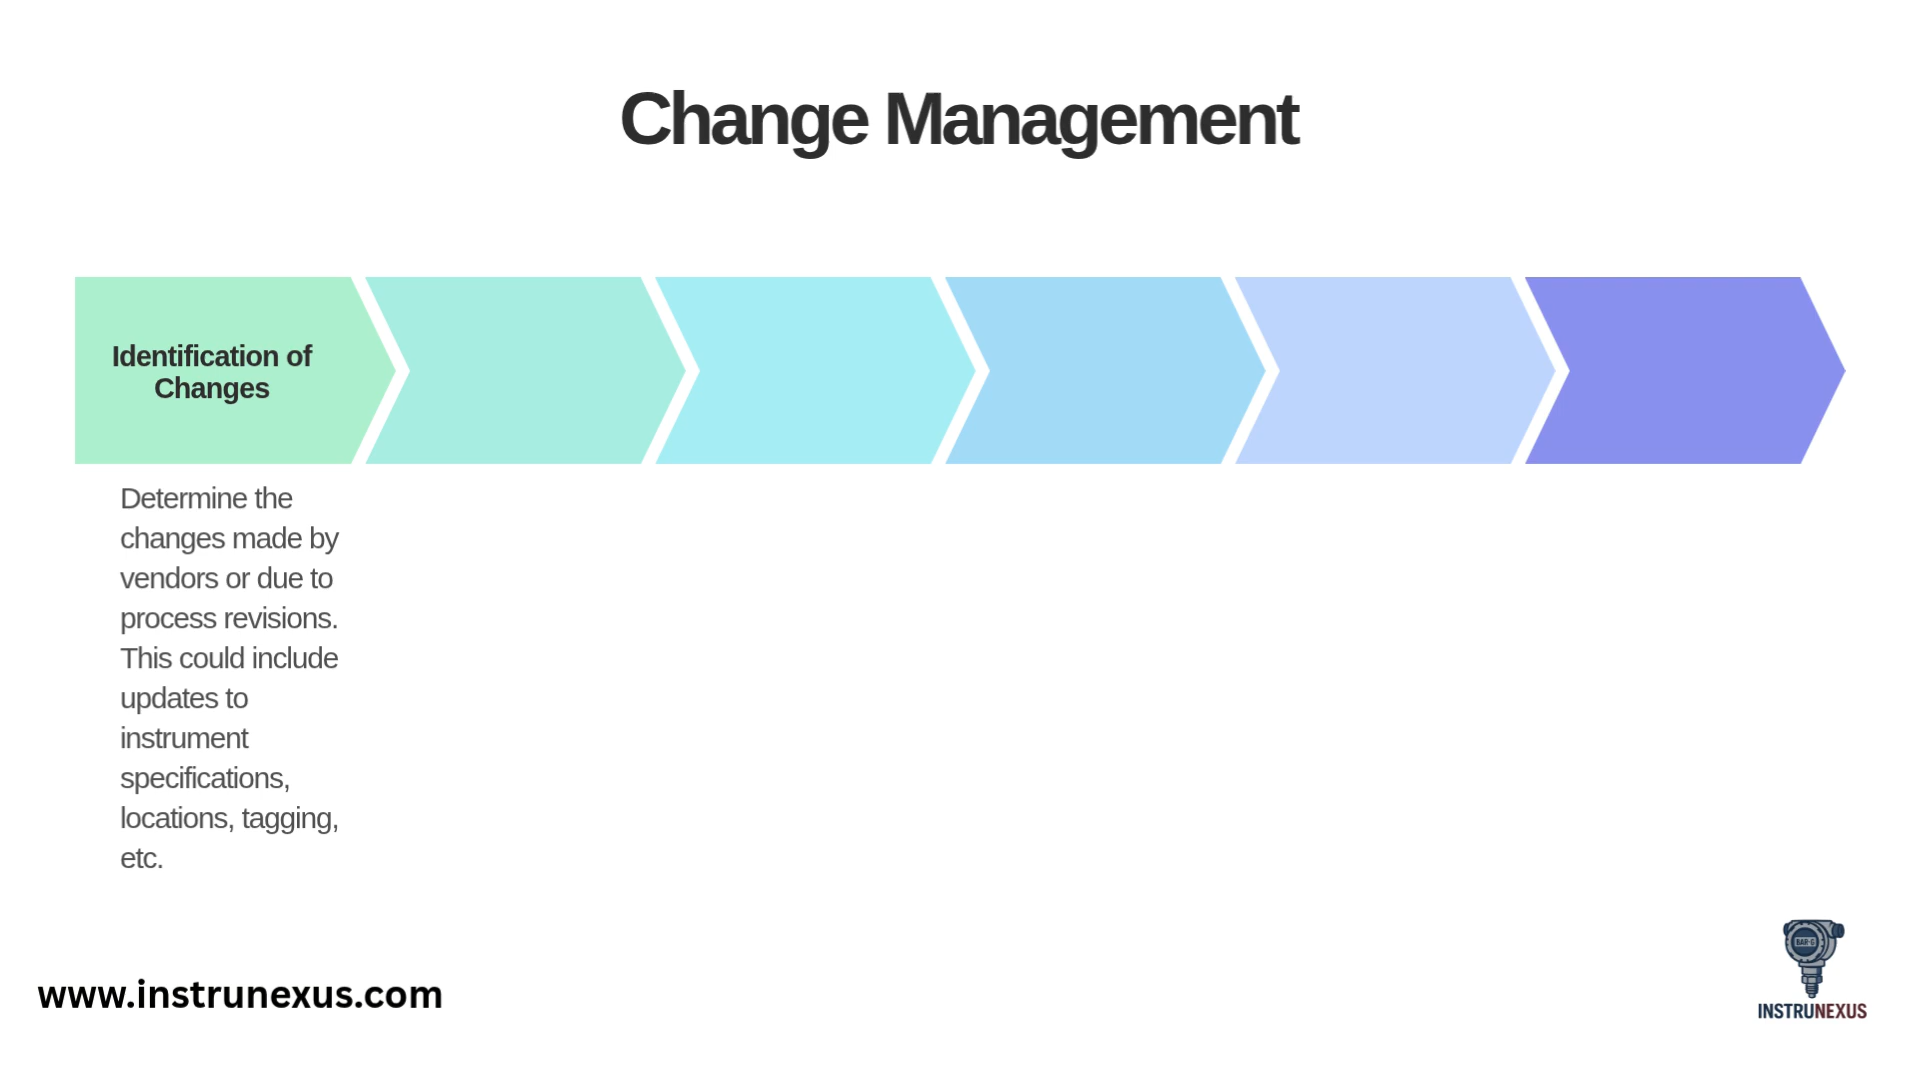 Change Management
Identification of
Changes
Determine the
changes made by
vendors or due to
process revisions.
This could include
updates to
instrument
specifications,
locations, tagging,
etc.
www.instrunexus.com
BAR-G
INSTRUNEXUS